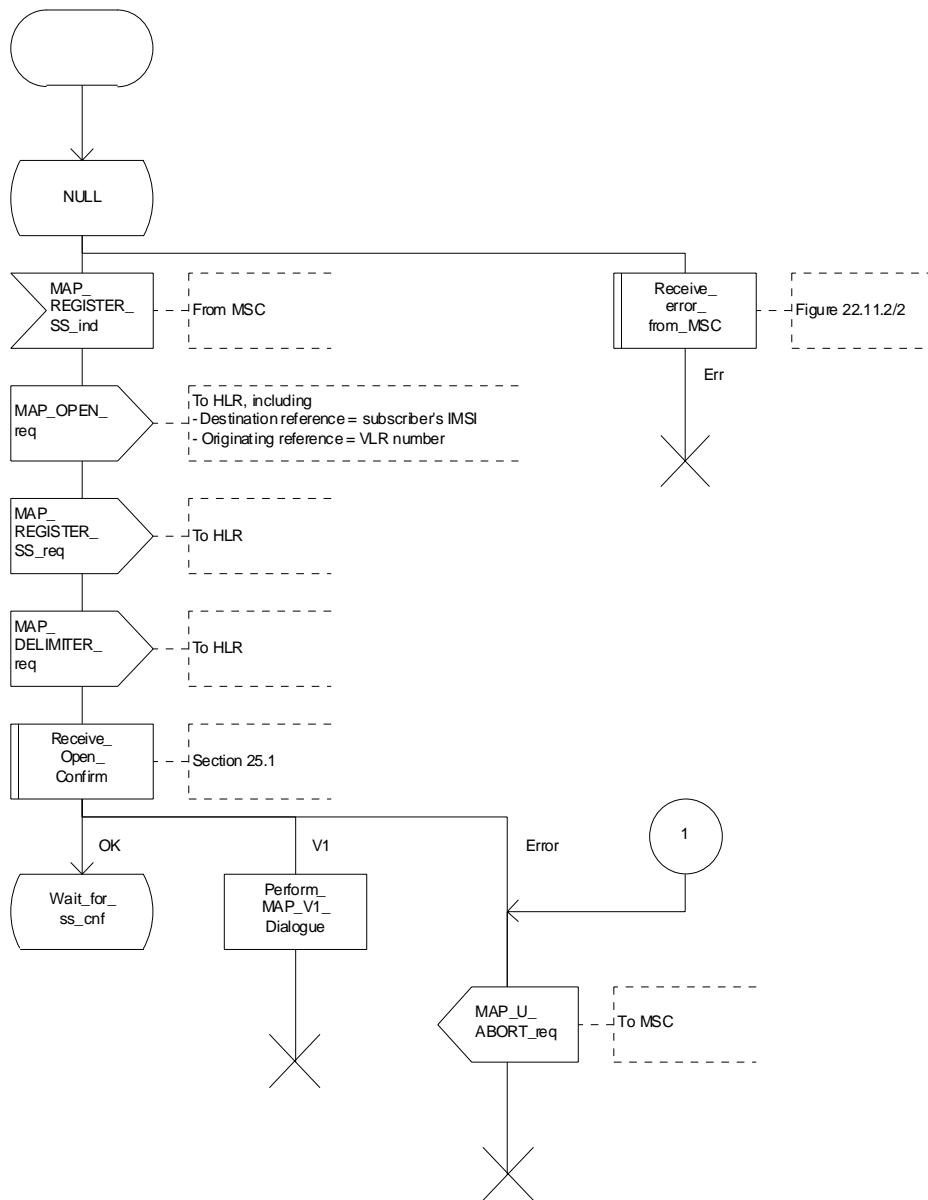 NULL
MAP_
REGISTER_
SS_ind
From MSC
Receive_
error_
from_MSC
Figure 22.11.2/2
Err
MAP_OPEN_
req
To HLR, including
- Destination reference = subscriber's IMSI
- Originating reference = VLR number
MAP_
REGISTER_
SS_req
To HLR
MAP_
DELIMITER_
req
To HLR
Receive_
Open_
Confirm
Section 25.1
OK
V1
Error
1
Wait_for_
ss_cnf
Perform_
MAP_V1_
Dialogue
MAP_U_
ABORT_req
To MSC